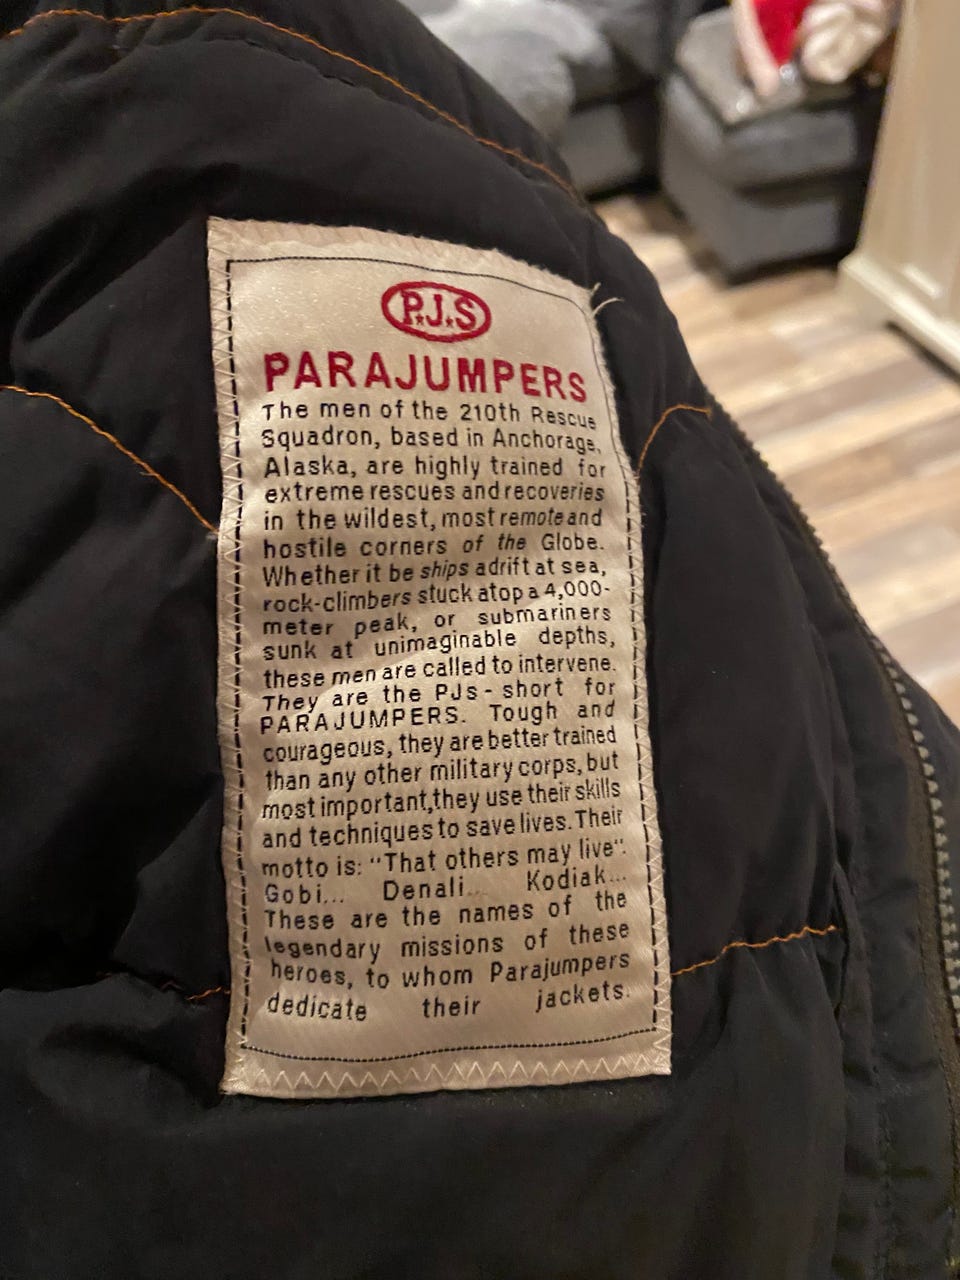 P.J.S
PARAJUMPERS
The men of the 210th Rescue
Squadron, based in Anchorage,
Alaska, are highly trained for
extreme rescues and recoveries
in the wildest, most remote and
hostile corners of the Globe.
Whether it be ships adrift at sea,
rock-climbers stuck atop a 4,000-
meter peak, or submariners
sunk at unimaginable depths,
these men are called to intervene.
They are the PJs - short for
PARAJUMPERS. Tough and
courageous, they are better trained
than any other military corps, but
most important,they use their skills
and techniques to save lives. Their
motto is: "That others may live".
Gobi... Denali... Kodiak...
These are the names of the
legendary missions of these
heroes, to whom Parajumpers
dedicate their jackets.